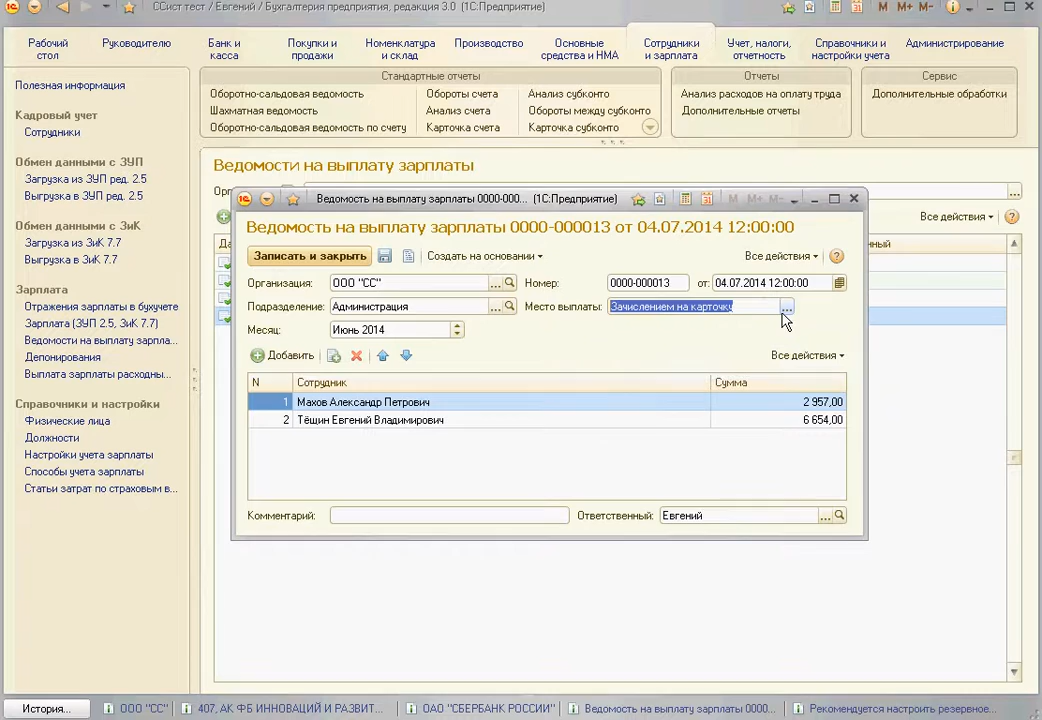 ССист тест / Евгений / Бухгалтерия предприятия, редакция 3.0 (1С:Предприятие)
M M+ M-
Рабочий стол
Руководителю
Банк и касса
Покупки и продажи
Номенклатура и склад
Производство
Основные средства и НМА
Сотрудники и зарплата
Учет, налоги, отчетность
Справочники и настройки учета
Администрирование
Стандартные отчеты
Отчеты
Сервис
Оборотно-сальдовая ведомость
Обороты счета
Анализ субконто
Анализ расходов на оплату труда
Дополнительные обработки
Шахматная ведомость
Анализ счета
Обороты между субконто
Дополнительные отчеты
Оборотно-сальдовая ведомость по счету
Карточка счета
Карточка субконто
Полезная информация
Кадровый учет
Сотрудники
Обмен данными с ЗУП
Загрузка из ЗУП ред. 2.5
Выгрузка в ЗУП ред. 2.5
Обмен данными с ЗиК
Загрузка из ЗиК 7.7
Выгрузка в ЗиК 7.7
Зарплата
Отражения зарплаты в бухучете
Зарплата (ЗУП 2.5, ЗиК 7.7)
Ведомости на выплату зарпла...
Депонирования
Выплата зарплаты расходны...
Справочники и настройки
Физические лица
Должности
Настройки учета зарплаты
Способы учета зарплаты
Статьи затрат по страховым в...
Ведомости на выплату зарплаты
Все действия
Ведомость на выплату зарплаты 0000-000... (1С:Предприятие)
M M+ M-
Ведомость на выплату зарплаты 0000-000013 от 04.07.2014 12:00:00
Записать и закрыть
Создать на основании
Все действия
Организация: ООО "СС"
Номер: 0000-000013 от: 04.07.2014 12:00:00
Подразделение: Администрация
Место выплаты: Зачислением на карточку
Месяц: Июнь 2014
Добавить
Все действия
N Сотрудник Сумма
1 Махов Александр Петрович 2 957,00
2 Тёщин Евгений Владимирович 6 654,00
Комментарий:
Ответственный: Евгений
История...
ООО "СС"
407, АК ФБ ИННОВАЦИЙ И РАЗВИТ...
ОАО "СБЕРБАНК РОССИИ"
Ведомость на выплату зарплаты 0000...
Рекомендуется настроить резервное...